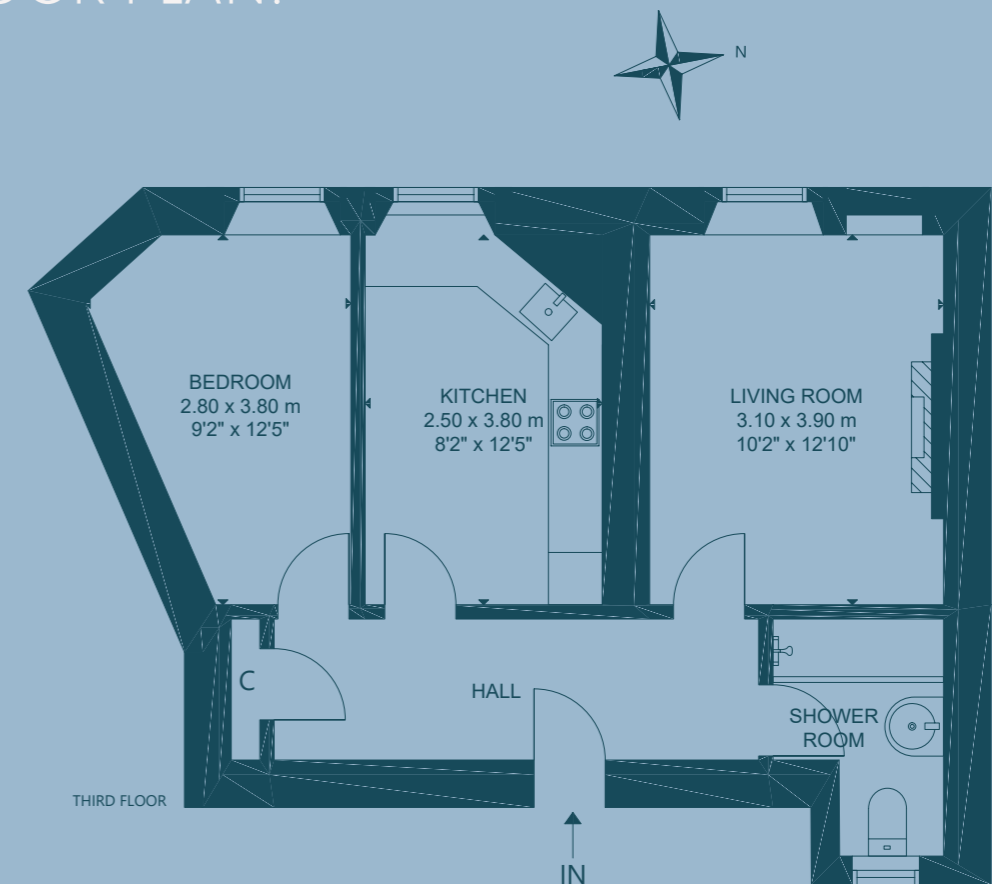 PLAN.
N
BEDROOM
2.80 x 3.80 m
9'2" x 12'5"
KITCHEN
2.50 x 3.80 m
8'2" x 12'5"
LIVING ROOM
3.10 x 3.90 m
10'2" x 12'10"
C
HALL
SHOWER
ROOM
THIRD FLOOR
IN